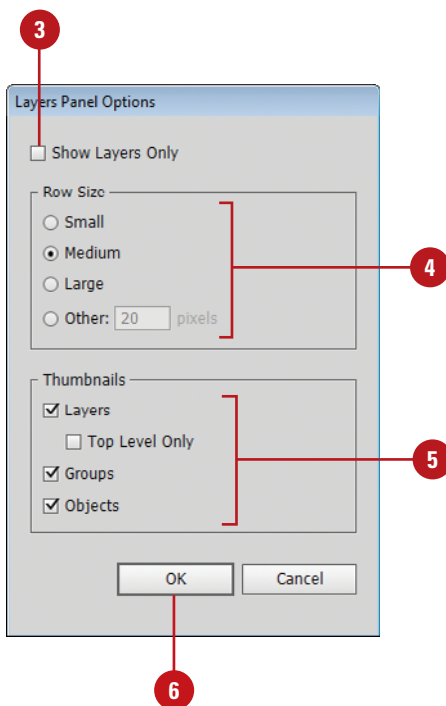 3
Layers Panel Options
Show Layers Only
Row Size
Small
Medium
Large
Other: 20 pixels
4
Thumbnails
Layers
Top Level Only
Groups
Objects
5
OK Cancel
6